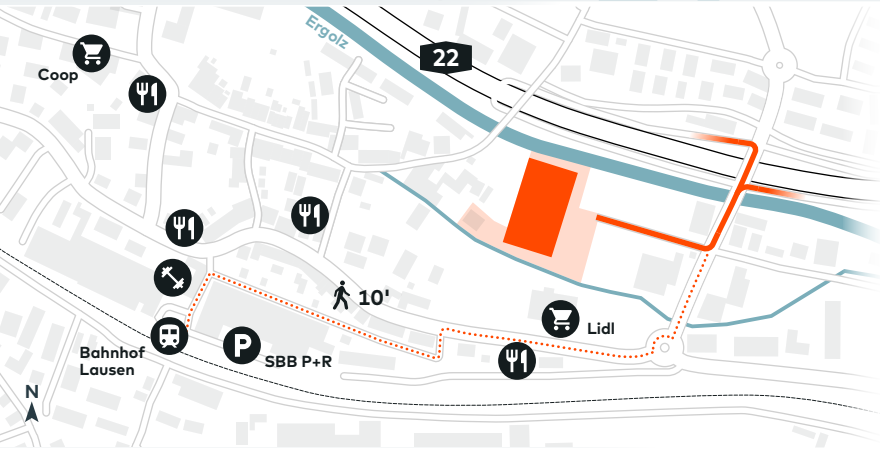 Ergolz
22
Coop
10'
Lidl
P
SBB P+R
Bahnhof
Lausen
N